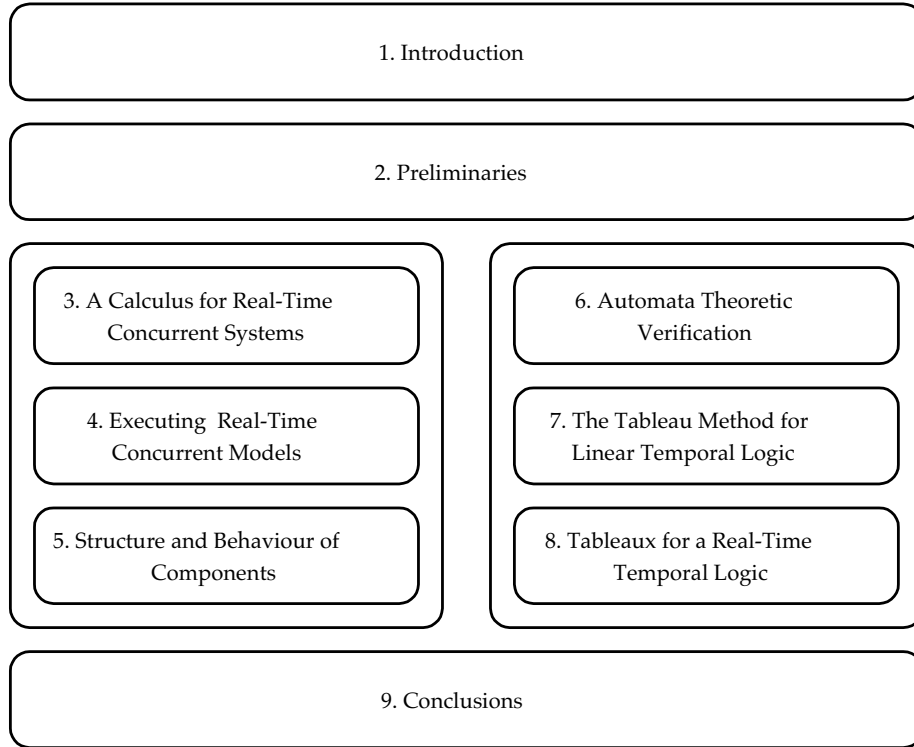 1. Introduction
2. Preliminaries
3. A Calculus for Real-Time
Concurrent Systems
4. Executing Real-Time
Concurrent Models
5. Structure and Behaviour of
Components
6. Automata Theoretic
Verification
7. The Tableau Method for
Linear Temporal Logic
8. Tableaux for a Real-Time
Temporal Logic
9. Conclusions